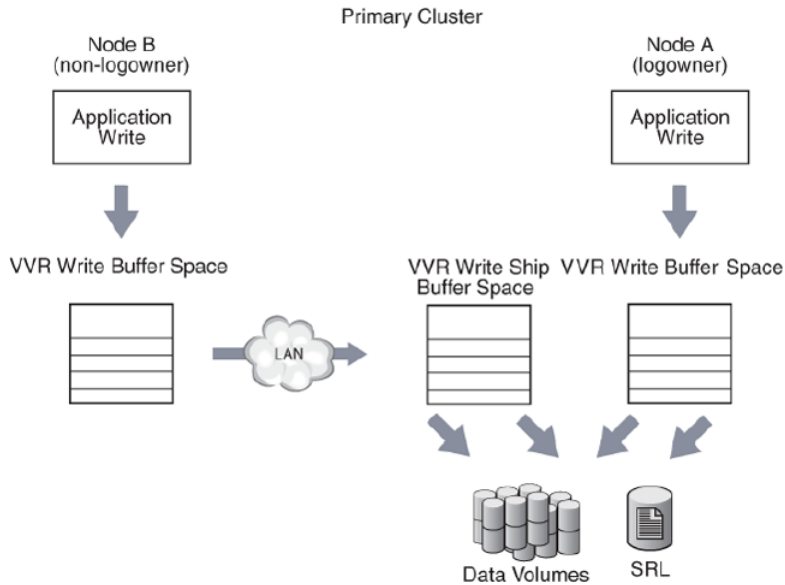 Primary Cluster
Node B
(non-logowner)
Node A
(logowner)
Application
Write
Application
Write
VVR Write Buffer Space
VVR Write Ship
Buffer Space
VVR Write Buffer Space
LAN
Data Volumes
SRL